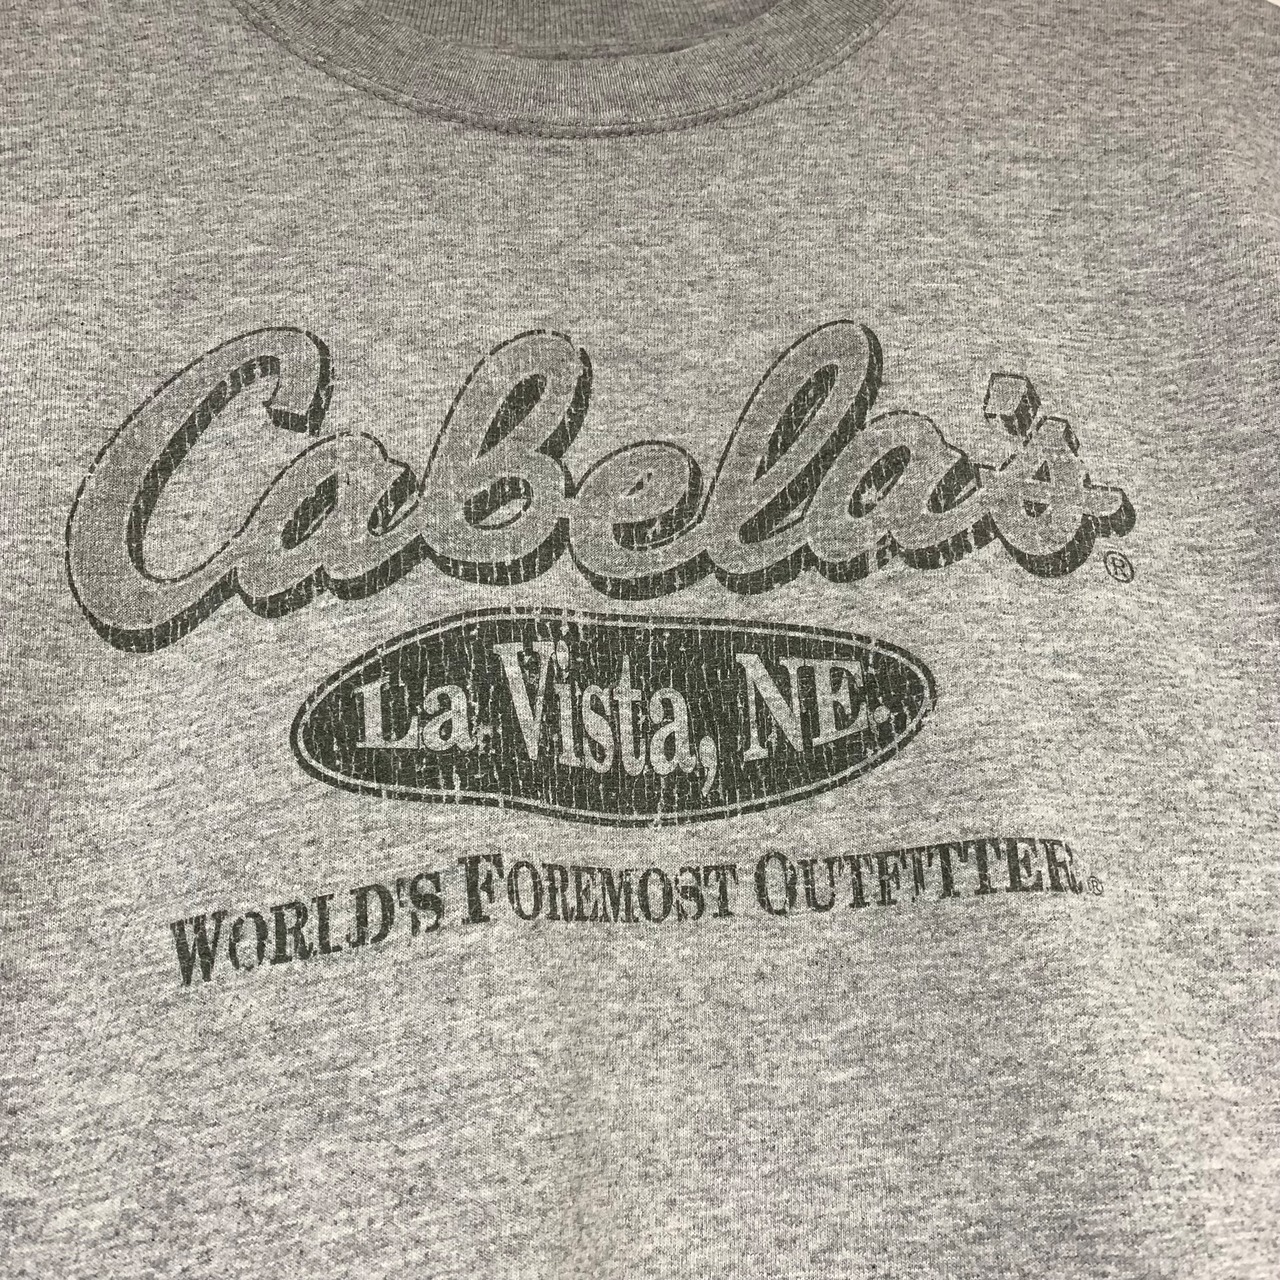 Cabela's®
La Vista, NE.
WORLD'S FOREMOST OUTFITTER®